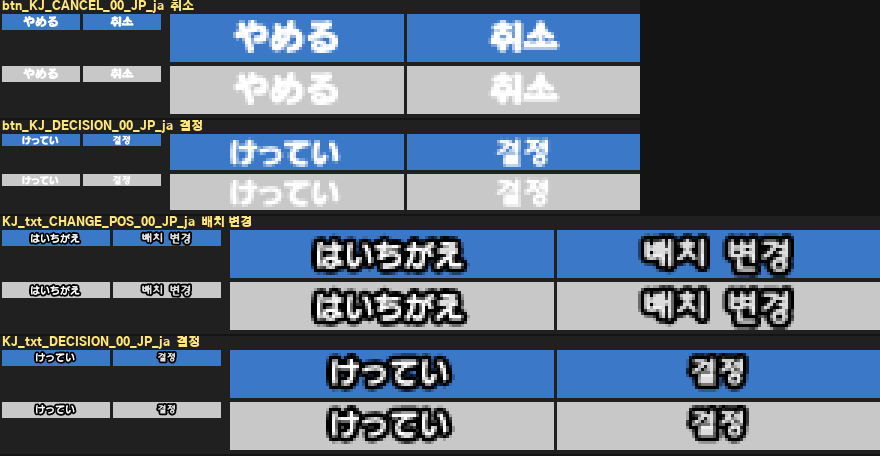 btn_KJ_CANCEL_00_JP_ja 취소
やめる 취소 やめる 취소
やめる 취소 やめる 취소
btn_KJ_DECISION_00_JP_ja 결정
けってい 결정 けってい 결정
けってい 결정 けってい 결정
KJ_txt_CHANGE_POS_00_JP_ja 배치 변경
はいちがえ 배치 변경 はいちがえ 배치 변경
はいちがえ 배치 변경 はいちがえ 배치 변경
KJ_txt_DECISION_00_JP_ja 결정
けってい 결정 けってい 결정
けってい 결정 けってい 결정